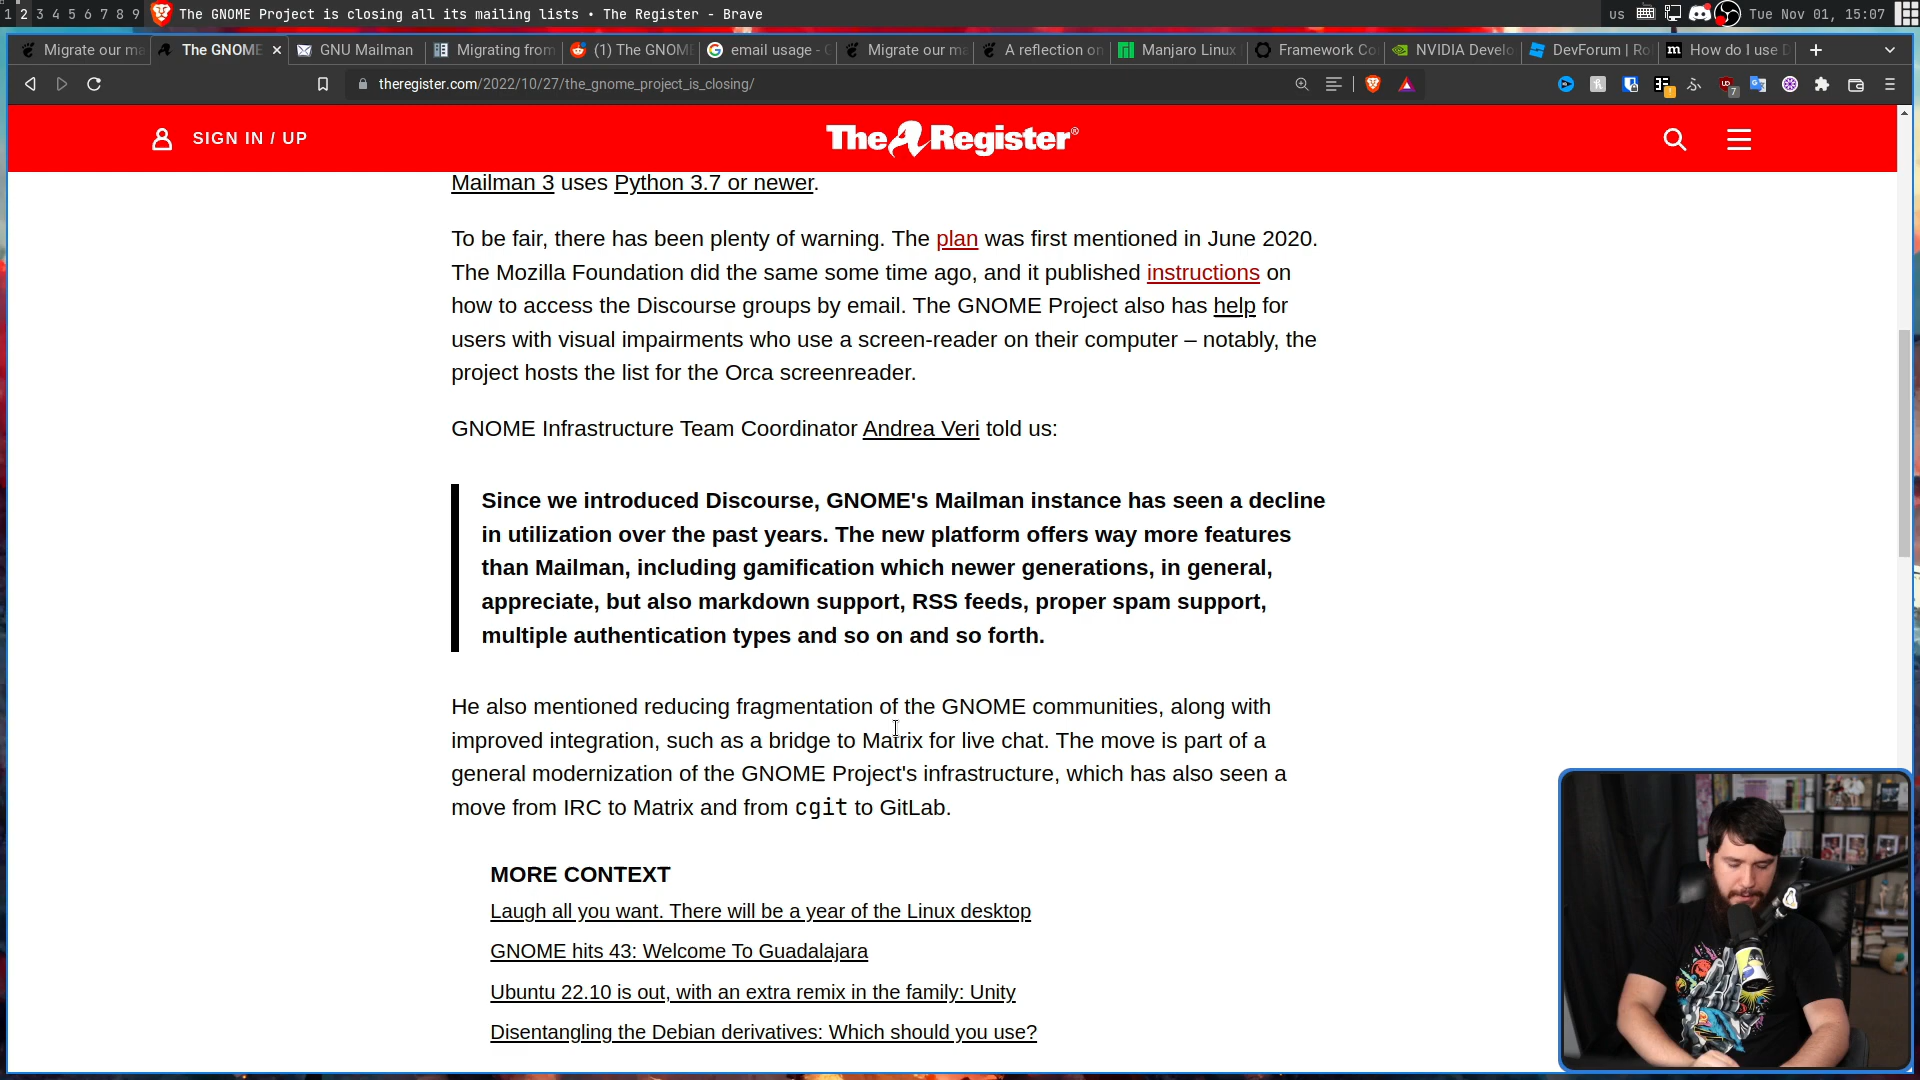 1 2 3 4 5 6 7 8 9 The GNOME Project is closing all its mailing lists • The Register - Brave us Tue Nov 01, 15:07
Migrate our ma The GNOME GNU Mailman Migrating from (1) The GNOME email usage - Migrate our ma A reflection on Manjaro Linux Framework Co NVIDIA Develo DevForum | Ro How do I use D
theregister.com/2022/10/27/the_gnome_project_is_closing/ 7
SIGN IN / UP The Register®
Mailman 3 uses Python 3.7 or newer.
To be fair, there has been plenty of warning. The plan was first mentioned in June 2020.
The Mozilla Foundation did the same some time ago, and it published instructions on
how to access the Discourse groups by email. The GNOME Project also has help for
users with visual impairments who use a screen-reader on their computer – notably, the
project hosts the list for the Orca screenreader.
GNOME Infrastructure Team Coordinator Andrea Veri told us:
Since we introduced Discourse, GNOME's Mailman instance has seen a decline
in utilization over the past years. The new platform offers way more features
than Mailman, including gamification which newer generations, in general,
appreciate, but also markdown support, RSS feeds, proper spam support,
multiple authentication types and so on and so forth.
He also mentioned reducing fragmentation of the GNOME communities, along with
improved integration, such as a bridge to Matrix for live chat. The move is part of a
general modernization of the GNOME Project's infrastructure, which has also seen a
move from IRC to Matrix and from cgit to GitLab.
MORE CONTEXT
Laugh all you want. There will be a year of the Linux desktop
GNOME hits 43: Welcome To Guadalajara
Ubuntu 22.10 is out, with an extra remix in the family: Unity
Disentangling the Debian derivatives: Which should you use?